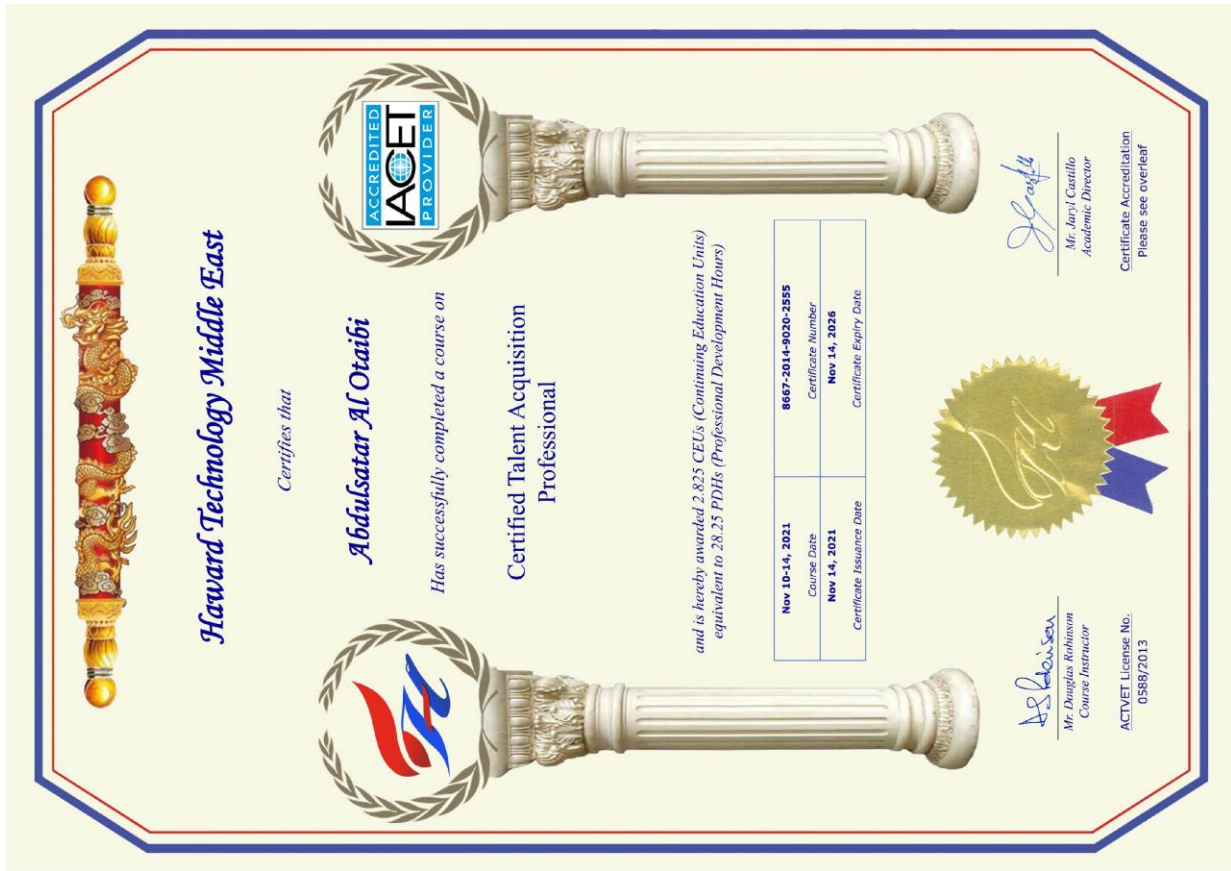 Haward Technology Middle East
Certifies that
Abdulsatar Al Otaibi
ACCREDITED
IACET
PROVIDER
Has successfully completed a course on
Certified Talent Acquisition
Professional
and is hereby awarded 2.825 CEUs (Continuing Education Units)
equivalent to 28.25 PDHs (Professional Development Hours)
Nov 10-14, 2021
Course Date
8667-2014-9020-2555
Certificate Number
Nov 14, 2021
Certificate Issuance Date
Nov 14, 2026
Certificate Expiry Date
Mr. Douglas Robinson
Course Instructor
Mr. Jaryl Castillo
Academic Director
ACTVET License No.
0588/2013
Certificate Accreditation
Please see overleaf